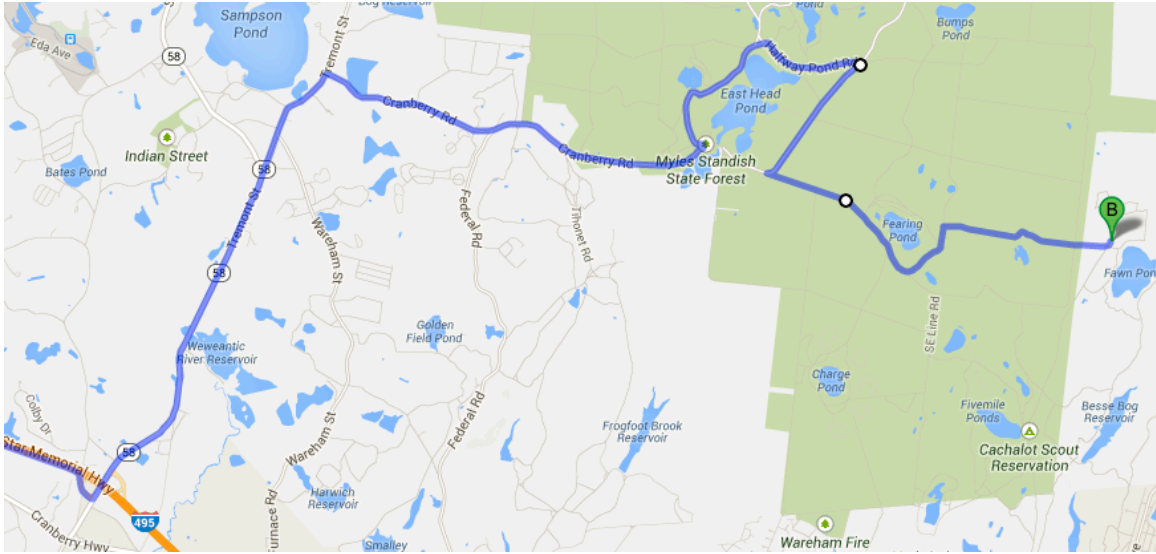 Sampson
Pond
Bog Reservoir
Tremont St
Pond
Bumps
Pond
Eda Ave
58
Halfway Pond Rd
East Head
Pond
Cranberry Rd
Indian Street
58
Cranberry Rd
Myles Standish
State Forest
Bates Pond
Tremont St
Federal Rd
Tihonet Rd
Wareham St
B
Fearing
Pond
58
Fawn Pon
Golden
Field Pond
SE Line Rd
Weweantic
River Reservoir
Charge
Pond
Colby Dr
Federal Rd
Fivemile
Ponds
Besse Bog
Reservoir
Wareham St
Frogfoot Brook
Reservoir
58
Star Memorial Hwy
Cachalot Scout
Reservation
Harwich
Reservoir
495
Cranberry Hwy
Furnace Rd
Smalley
Wareham Fire